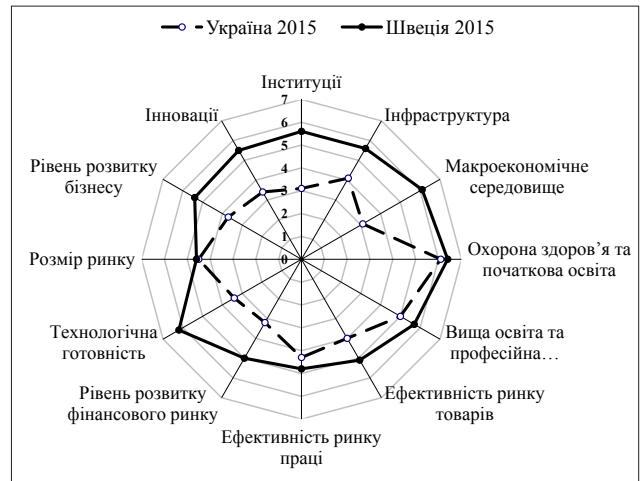 Україна 2015 Швеція 2015
Інституції
7
6
5
4
3
2
1
0
Інфраструктура
Макроекономічне
середовище
Охорона здоров’я та
початкова освіта
Вища освіта та
професійна…
Ефективність ринку
товарів
Ефективність ринку
праці
Рівень розвитку
фінансового ринку
Технологічна
готовність
Розмір ринку
Рівень розвитку
бізнесу
Інновації